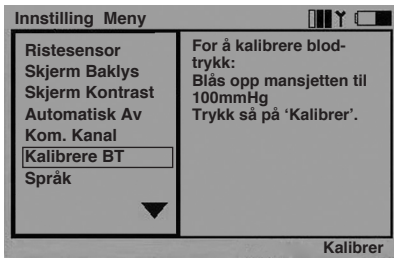 Innstilling Meny
Ristesensor
Skjerm Baklys
Skjerm Kontrast
Automatisk Av
Kom. Kanal
Kalibrere BT
Språk
For å kalibrere blod-
trykk:
Blås opp mansjetten til
100mmHg
Trykk så på ‘Kalibrer’.
Kalibrer